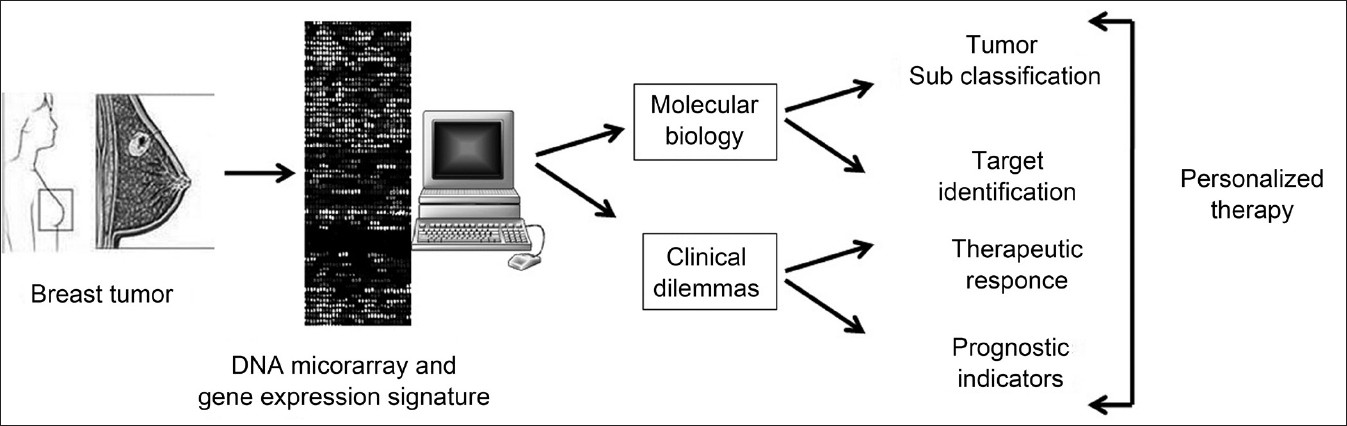 Breast tumor
DNA micorarray and
gene expression signature
Molecular
biology
Clinical
dilemmas
Tumor
Sub classification
Target
identification
Therapeutic
responce
Prognostic
indicators
Personalized
therapy